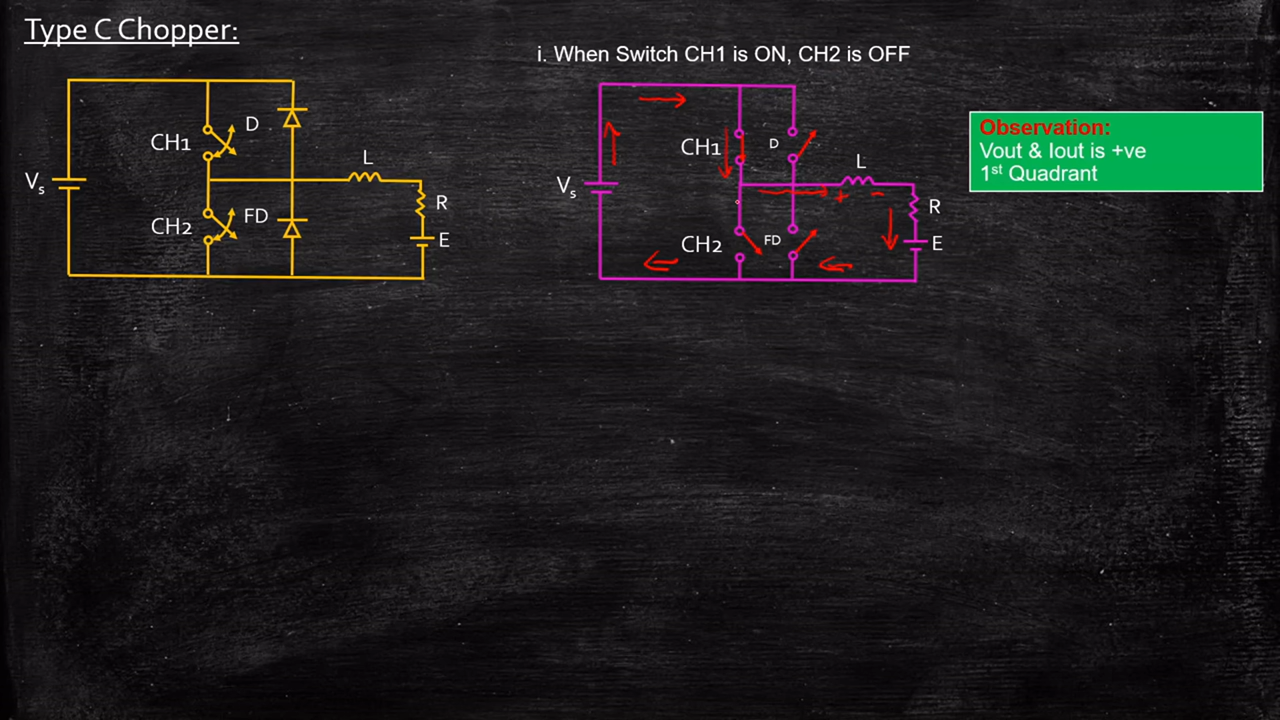 Type C Chopper:
i. When Switch CH1 is ON, CH2 is OFF
CH1
D
L
Vs
R
CH2
FD
E
CH1
D
L
Vs
R
CH2
FD
E
+ -
Observation:
Vout & Iout is +ve
1st Quadrant